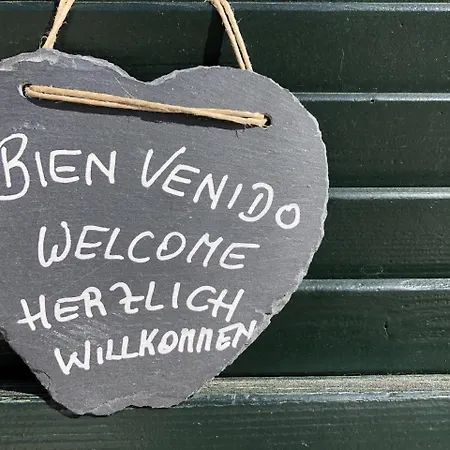 BIEN VENIDO
WELCOME
HERZLICH
WILLKOMMEN